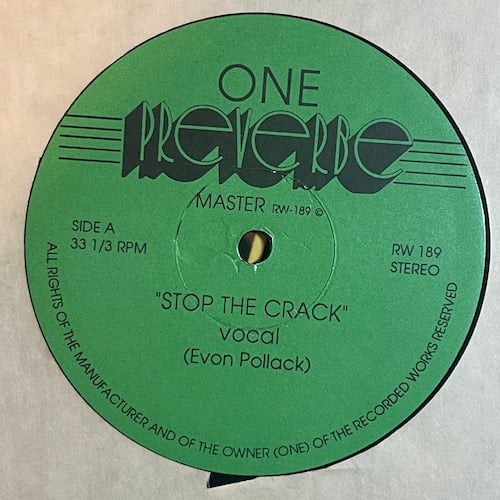 ONE
PREVERBE
MASTER RW-189 ©
SIDE A
33 1/3 RPM
RW 189
STEREO
"STOP THE CRACK"
vocal
(Evon Pollack)
ALL RIGHTS OF THE MANUFACTURER AND OF THE OWNER (ONE) OF THE RECORDED WORKS RESERVED